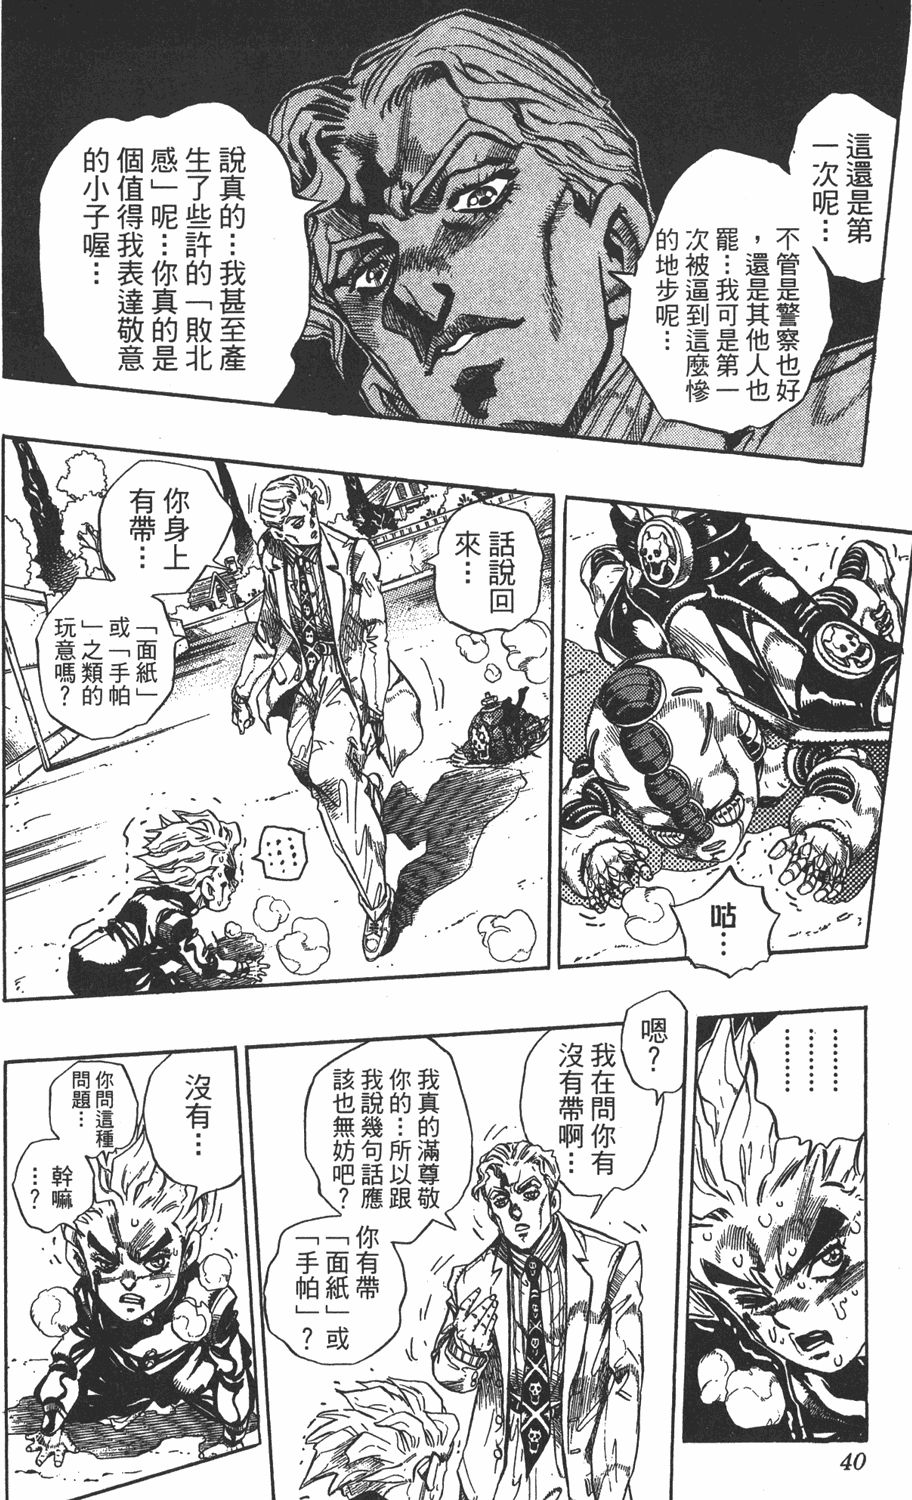 這還是第
一次呢…
不管是警察也好
，還是其他人也
罷…我可是第一
次被逼到這麼慘
的地步呢…
說真的…我甚至產
生了些許的「敗北
感」呢…你真的是
個值得我表達敬意
的小子喔…
咕…
話說回
來…
你身上
有帶…
「面紙」
或「手帕
」之類的
玩意嗎？
………
………
………
嗯？
我在問你有
沒有帶啊…
我真的滿尊敬
你的…所以跟
我說幾句話應
該也無妨吧？
你有帶
「面紙」或
「手帕」？
沒有…
你問這種
問題…
幹嘛
…？
40